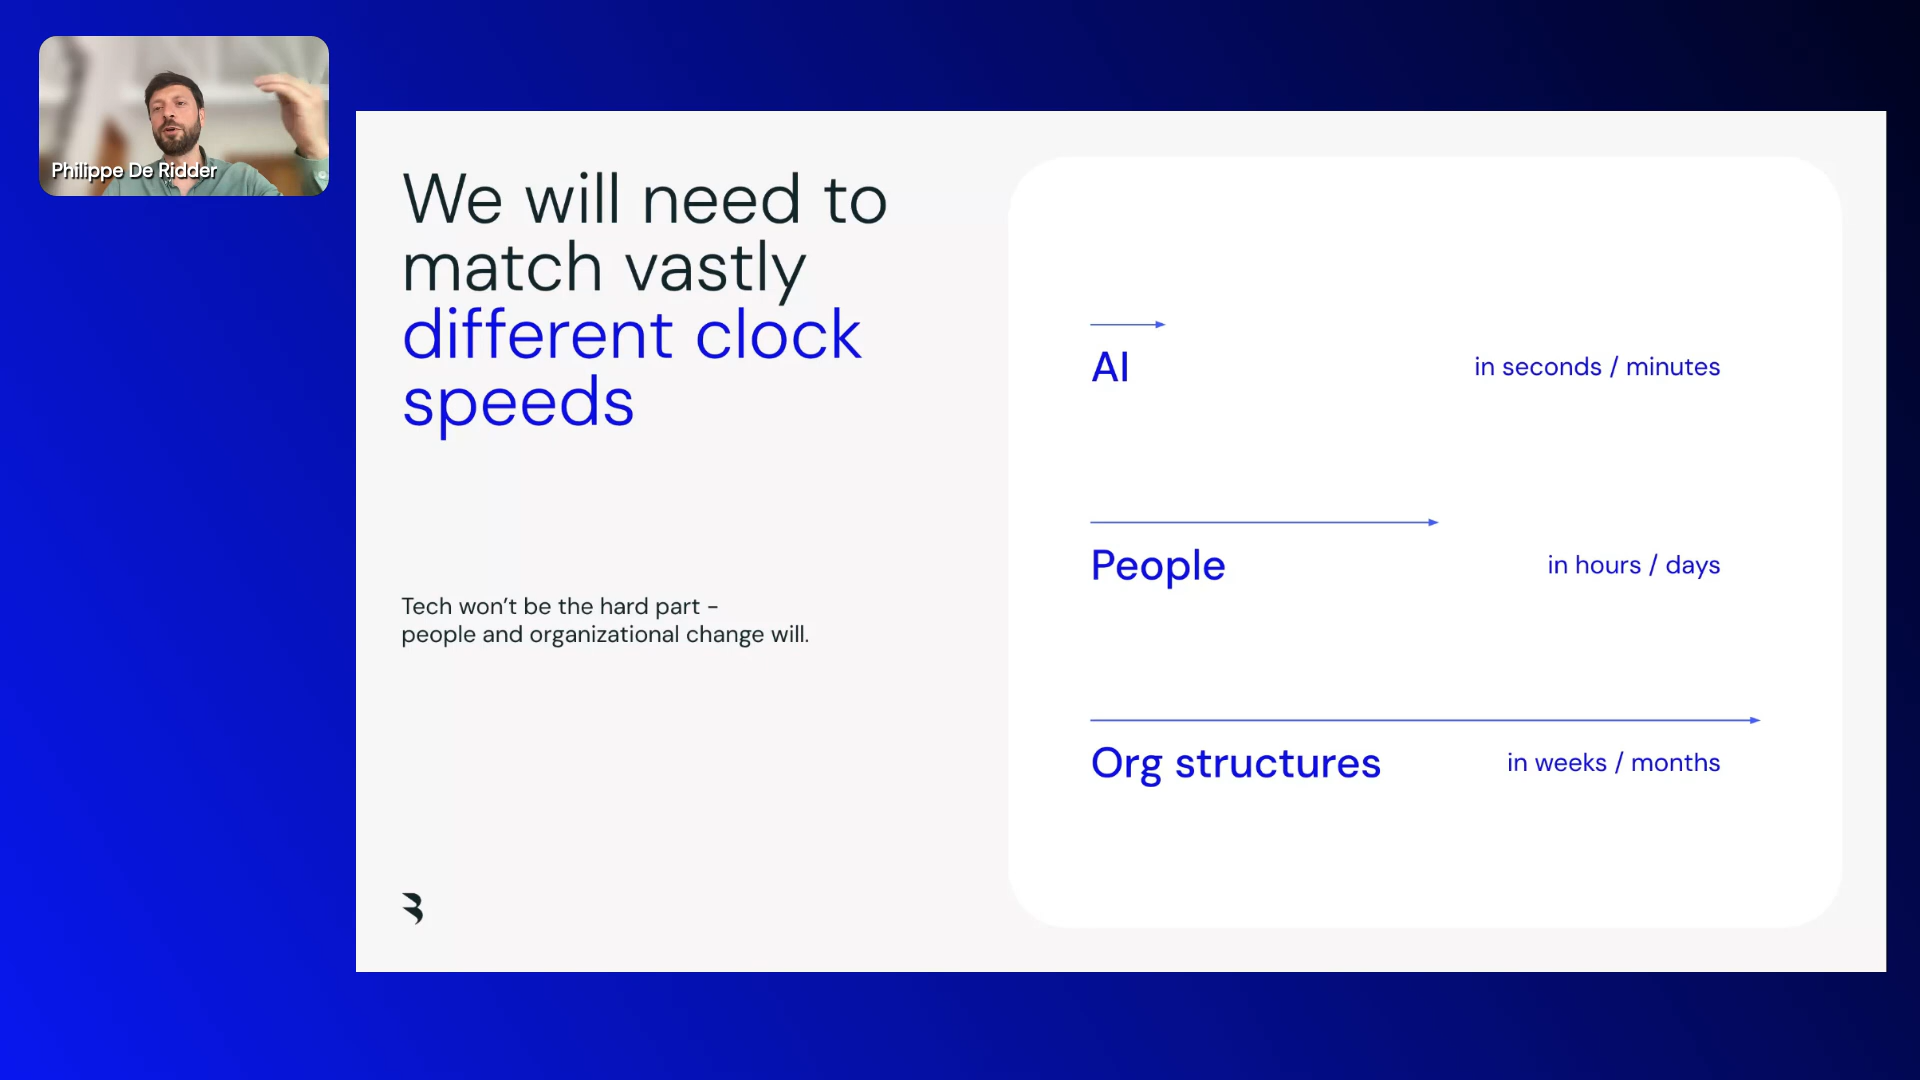 Philippe De Ridder
We will need to
match vastly
different clock
speeds
Tech won’t be the hard part -
people and organizational change will.
AI
in seconds / minutes
People
in hours / days
Org structures
in weeks / months